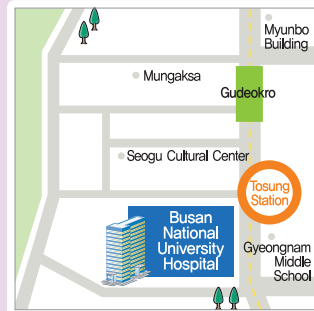 Myunbo
Building
Mungaksa
Gudeokro
Seogu Cultural Center
Tosung
Station
Busan
National
University
Hospital
Gyeongnam
Middle
School